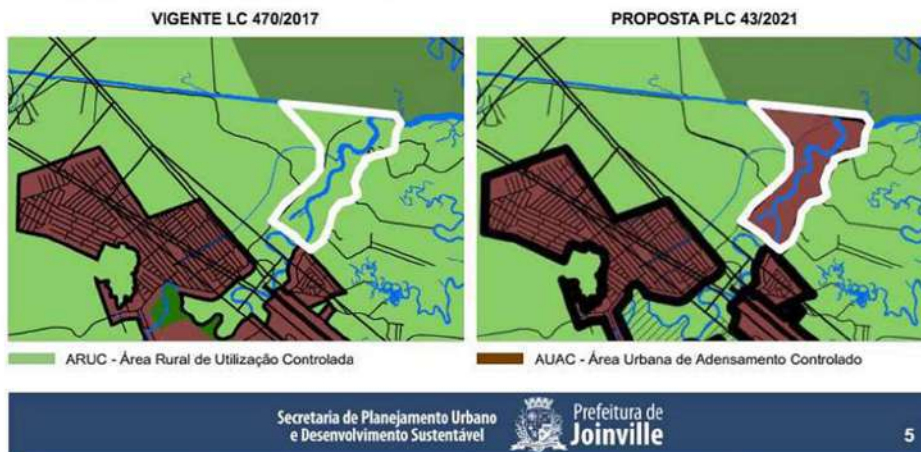 VIGENTE LC 470/2017
PROPOSTA PLC 43/2021
ARUC - Área Rural de Utilização Controlada
AUAC - Área Urbana de Adensamento Controlado
Secretaria de Planejamento Urbano
e Desenvolvimento Sustentável
Prefeitura de
Joinville
5